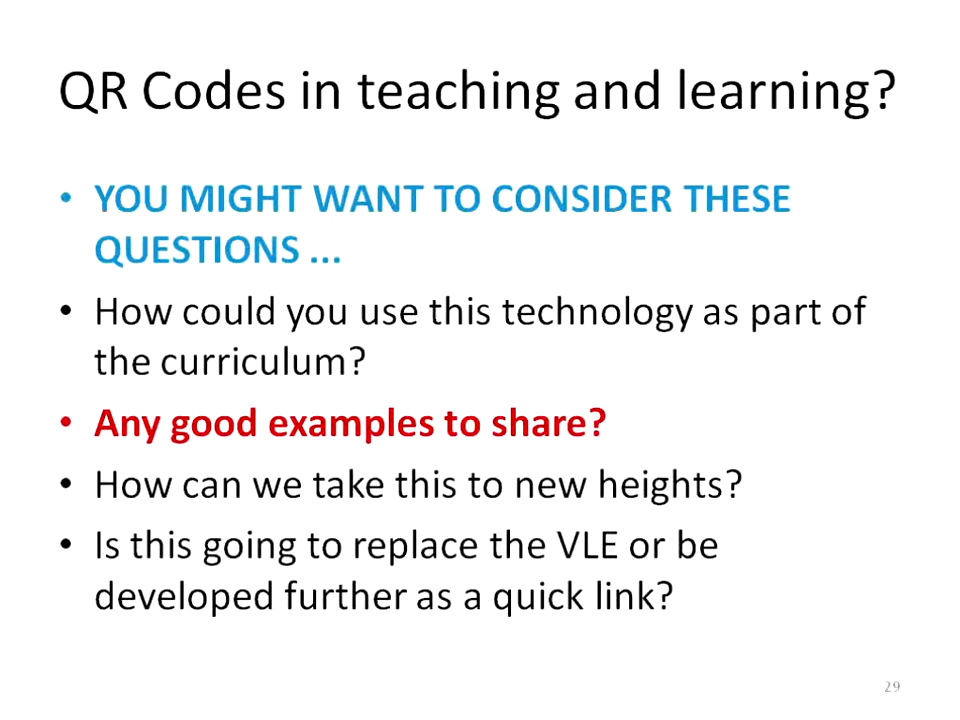 QR Codes in teaching and learning?
• YOU MIGHT WANT TO CONSIDER THESE
QUESTIONS ...
• How could you use this technology as part of
the curriculum?
• Any good examples to share?
• How can we take this to new heights?
• Is this going to replace the VLE or be
developed further as a quick link?
29